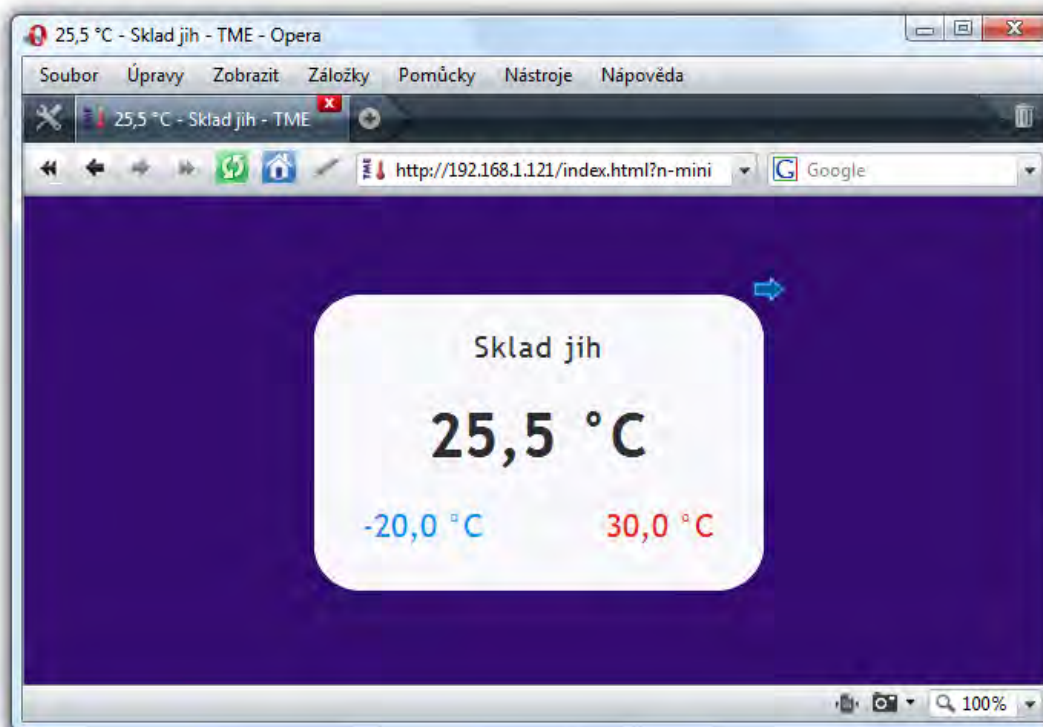 25,5 °C - Sklad jih - TME - Opera
Soubor Úpravy Zobrazit Záložky Pomůcky Nástroje Nápověda
25,5 °C - Sklad jih - TME
TME http://192.168.1.121/index.html?n-mini G Google
Sklad jih
25,5 °C
-20,0 °C 30,0 °C
100%